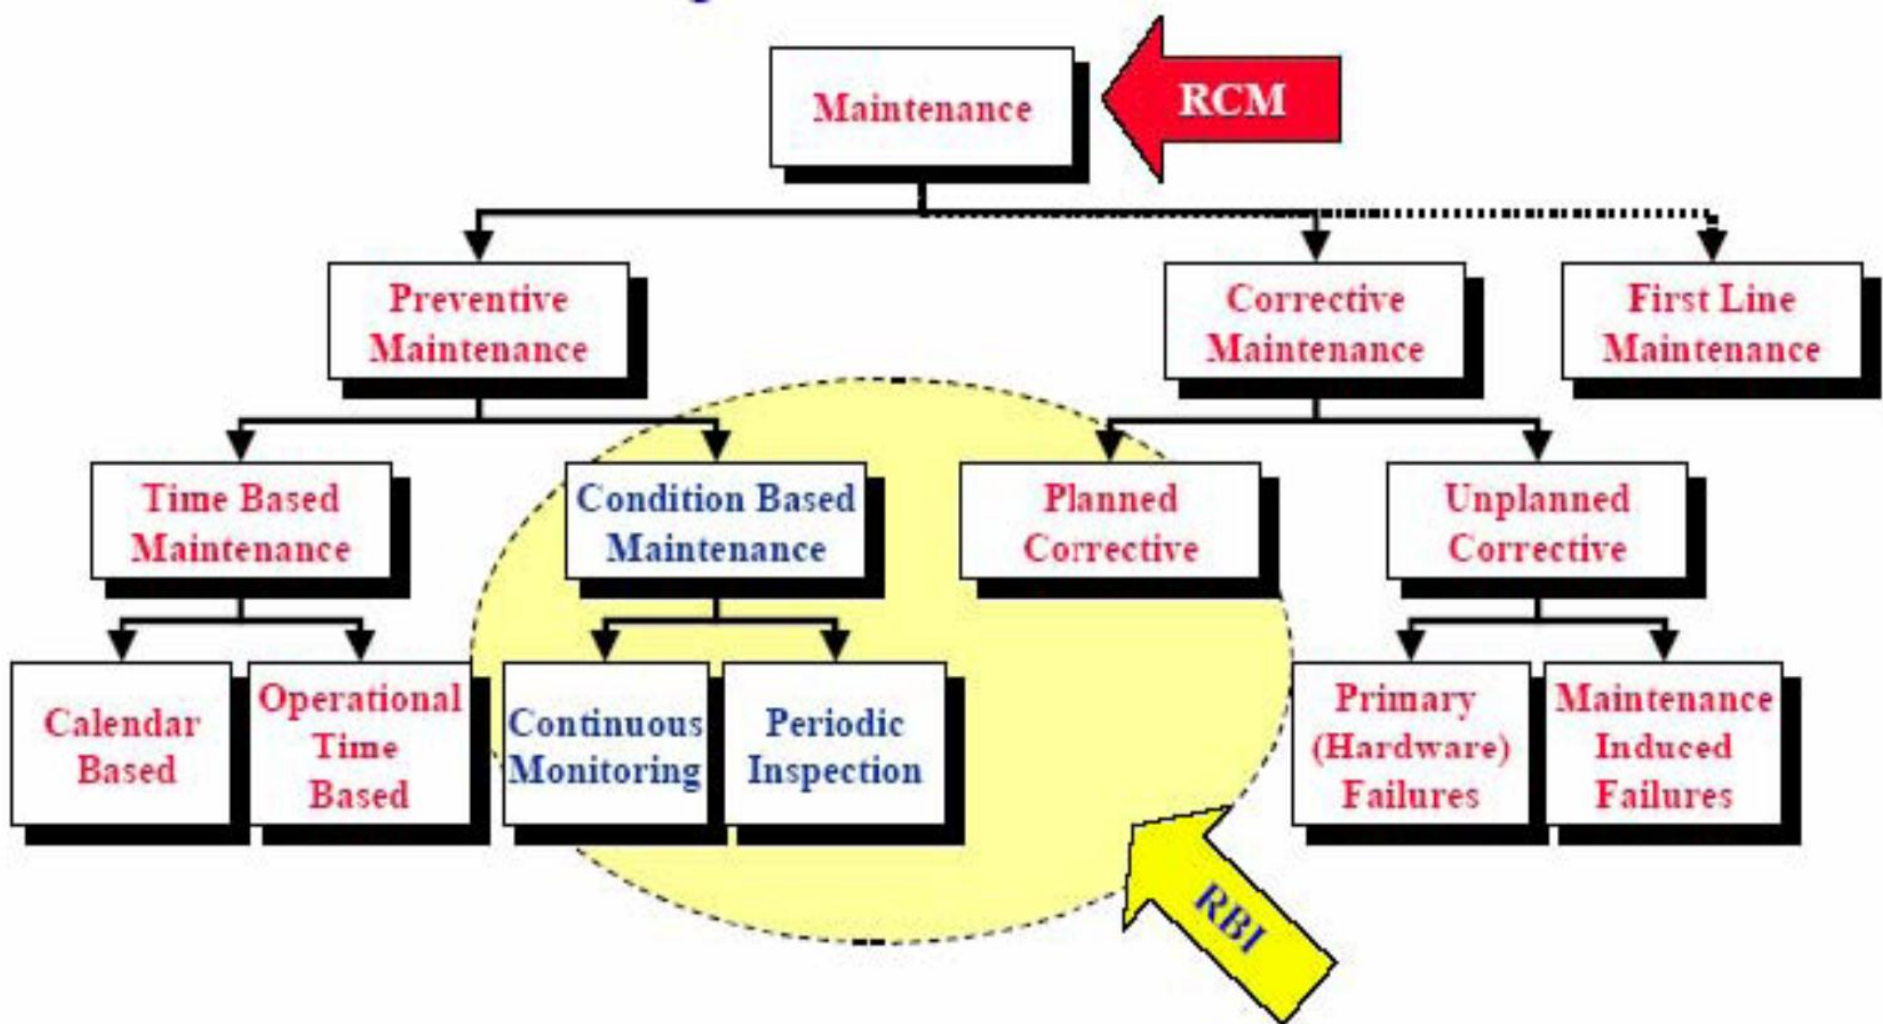 Maintenance
RCM
Preventive
Maintenance
Corrective
Maintenance
First Line
Maintenance
Time Based
Maintenance
Condition Based
Maintenance
Planned
Corrective
Unplanned
Corrective
Calendar
Based
Operational
Time
Based
Continuous
Monitoring
Periodic
Inspection
Primary
(Hardware)
Failures
Maintenance
Induced
Failures
RBI